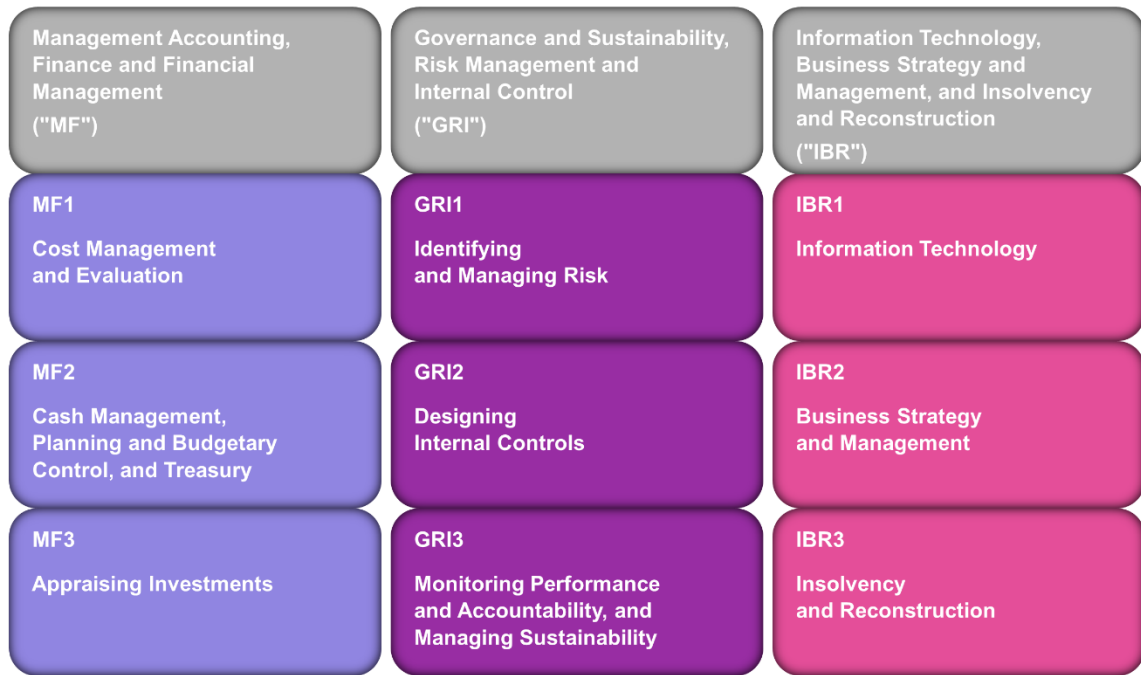 Management Accounting,
Finance and Financial
Management
("MF")
Governance and Sustainability,
Risk Management and
Internal Control
("GRI")
Information Technology,
Business Strategy and
Management, and Insolvency
and Reconstruction
("IBR")
MF1
Cost Management
and Evaluation
GRI1
Identifying
and Managing Risk
IBR1
Information Technology
MF2
Cash Management,
Planning and Budgetary
Control, and Treasury
GRI2
Designing
Internal Controls
IBR2
Business Strategy
and Management
MF3
Appraising Investments
GRI3
Monitoring Performance
and Accountability, and
Managing Sustainability
IBR3
Insolvency
and Reconstruction